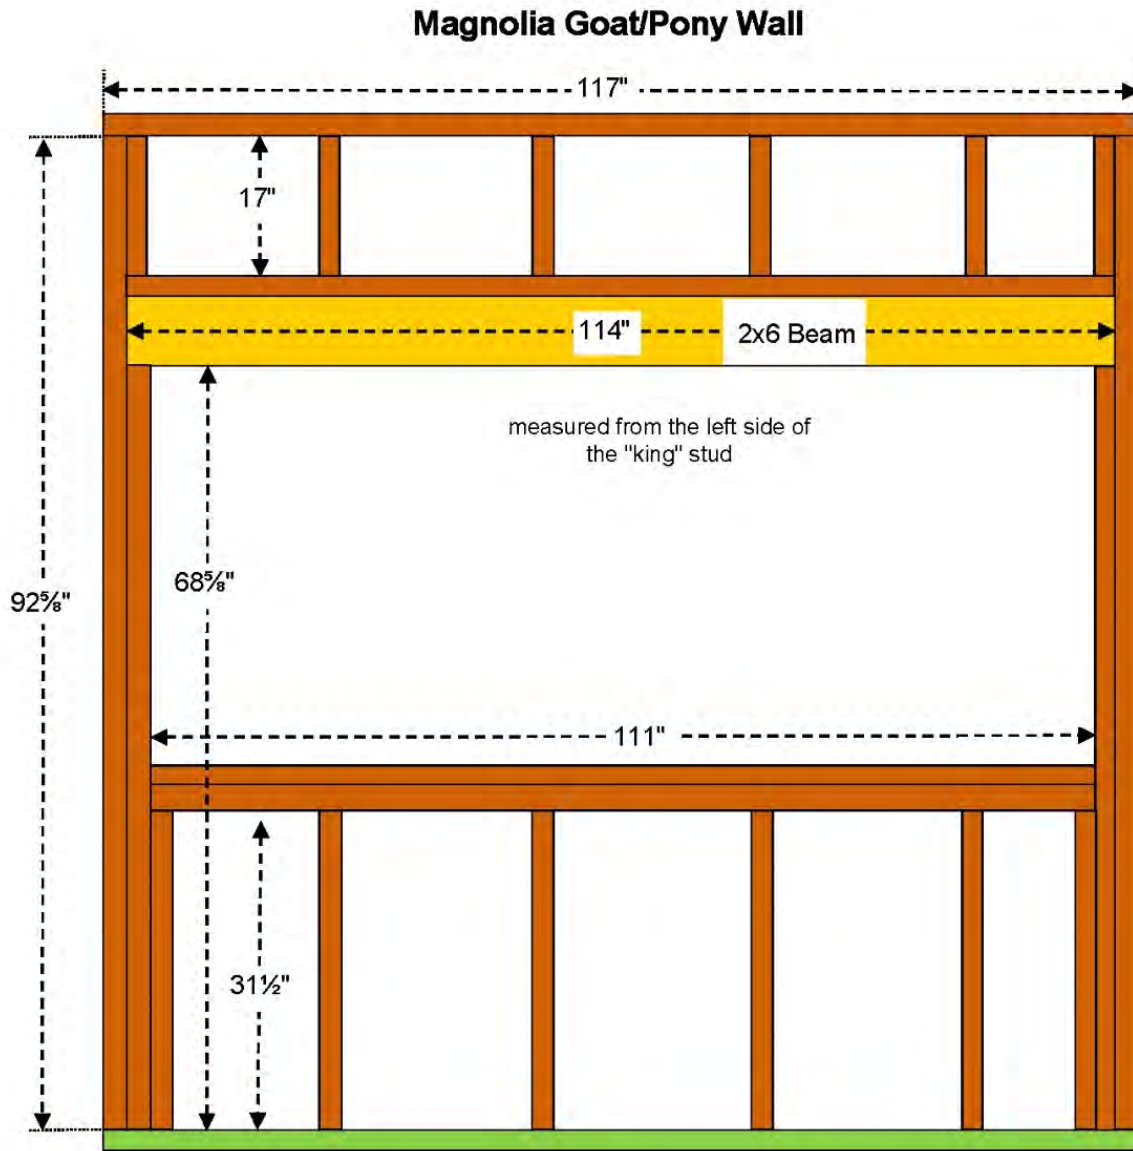 Magnolia Goat/Pony Wall
117"
17"
114"
2x6 Beam
measured from the left side of
the "king" stud
68⅝"
92⅝"
111"
31½"